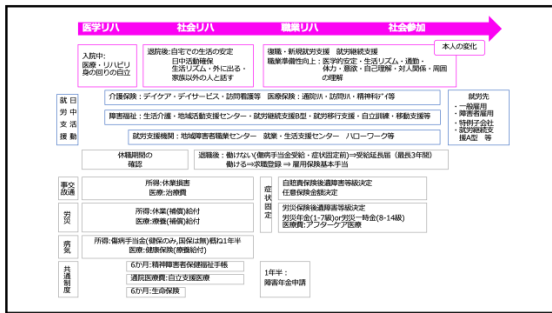 医学リハ 社会リハ 職業リハ 社会参加
本人の変化
入院中:
医療・リハビリ
身の回りの自立
退院後:自宅での生活の安定
日中活動確保
生活リズム・外に出る・
家族以外の人と話す
復職・新規就労支援 就労継続支援
職業準備性向上:医学的安定・生活リズム・通勤・
体力・意欲・自己理解・対人関係・周囲
の理解
就労支援
日中活動
介護保険:デイケア・デイサービス・訪問看護等 医療保険:通院リハ・訪問リハ・精神科デイ等
障害福祉:生活介護・地域活動支援センター・就労継続支援B型・就労移行支援・自立訓練・移動支援等
就労支援機関:地域障害者職業センター 就業・生活支援センター ハローワーク等
就労先
・一般雇用
・障害者雇用
・特例子会社
・就労継続支
援A型 等
休職期間の
確認
退職後:働けない(傷病手当金受給・症状固定前)⇒受給延長届(最長3年間)
働ける⇒求職登録 ⇒ 雇用保険基本手当
交通
事故
所得:休業損害
医療:治療費
症状固定
自賠責保険後遺障害等級決定
任意保険金額決定
労災
所得:休業(補償)給付
医療:療養(補償)給付
労災保険後遺障害等級決定
労災年金(1-7級)or労災一時金(8-14級)
医療費:アフターケア医療
病気
所得:傷病手当金(健保のみ,国保は無)概ね1年半
医療:健康保険(療養給付)
共通制度
6か月:精神障害者保健福祉手帳
通院医療費:自立支援医療
6か月:生命保険
1年半:
障害年金申請